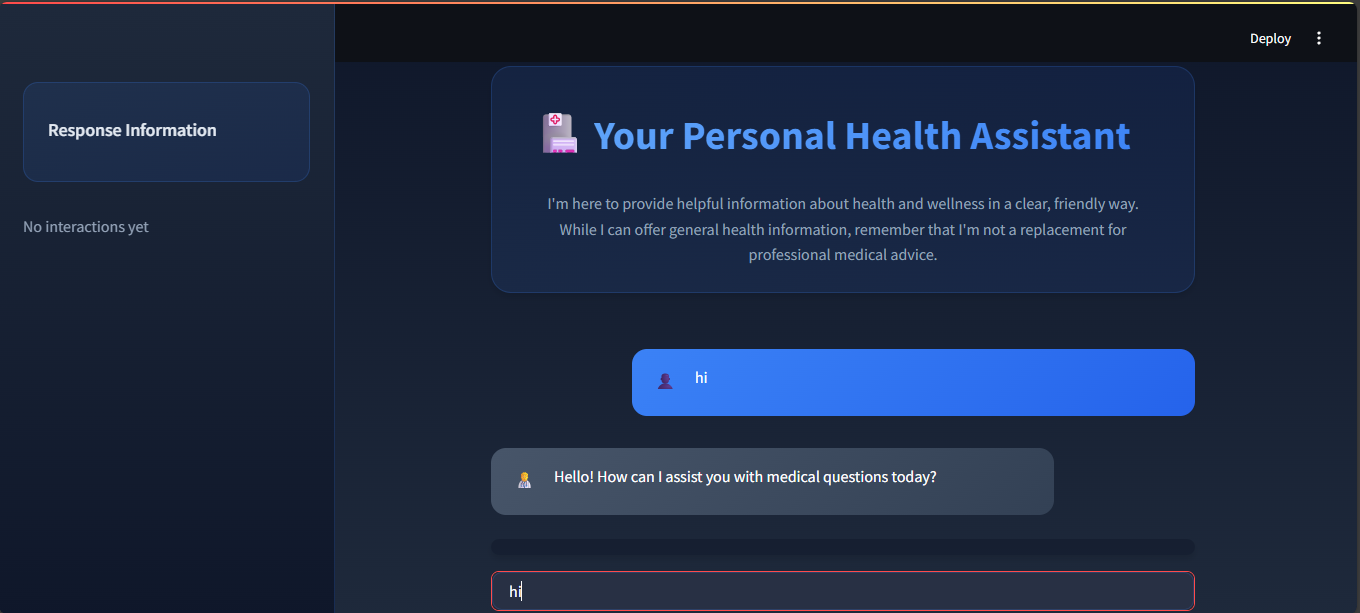 Deploy
Response Information
No interactions yet
Your Personal Health Assistant
I'm here to provide helpful information about health and wellness in a clear, friendly way.
While I can offer general health information, remember that I'm not a replacement for
professional medical advice.
hi
Hello! How can I assist you with medical questions today?
hi